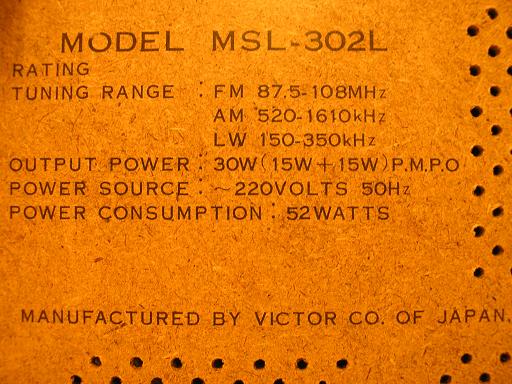 MODEL MSL-302L
RATING
TUNING RANGE : FM 87.5-108MHz
AM 520-1610kHz
LW 150-350kHz
OUTPUT POWER : 30W(15W+15W)P.M.P.O
POWER SOURCE : ~220VOLTS 50Hz
POWER CONSUMPTION : 52WATTS
MANUFACTURED BY VICTOR CO. OF JAPAN,